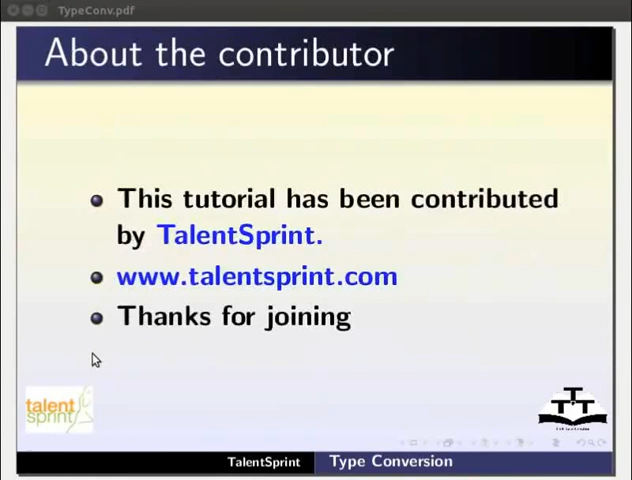 TypeConv.pdf
About the contributor
This tutorial has been contributed
by TalentSprint.
www.talentsprint.com
Thanks for joining
talent
sprint
TTT
TalentSprint Type Conversion